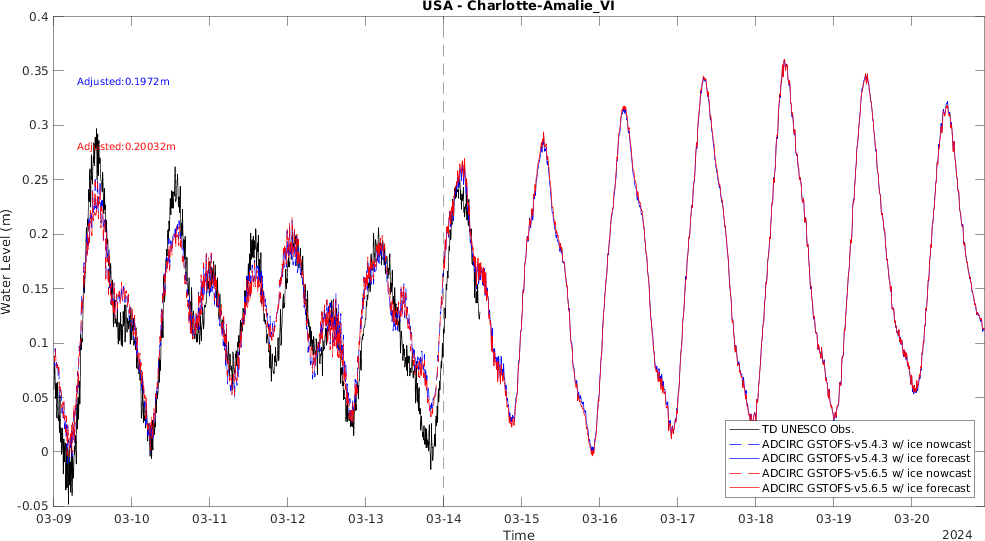 USA - Charlotte-Amalie_VI
0.4
0.35
0.3
0.25
0.2
0.15
0.1
0.05
0
-0.05
Water Level (m)
Adjusted:0.1972m
Adjusted:0.20032m
TD UNESCO Obs.
ADCIRC GSTOFS-v5.4.3 w/ ice nowcast
ADCIRC GSTOFS-v5.4.3 w/ ice forecast
ADCIRC GSTOFS-v5.6.5 w/ ice nowcast
ADCIRC GSTOFS-v5.6.5 w/ ice forecast
03-09 03-10 03-11 03-12 03-13 03-14 03-15 03-16 03-17 03-18 03-19 03-20
Time
2024